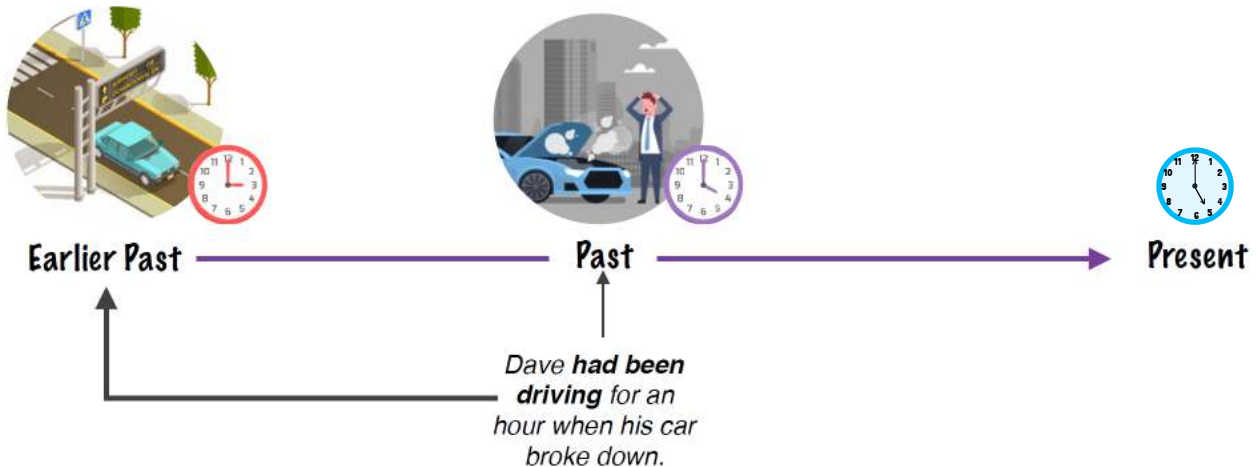 Earlier Past
Past
Present
Dave had been
driving for an
hour when his car
broke down.